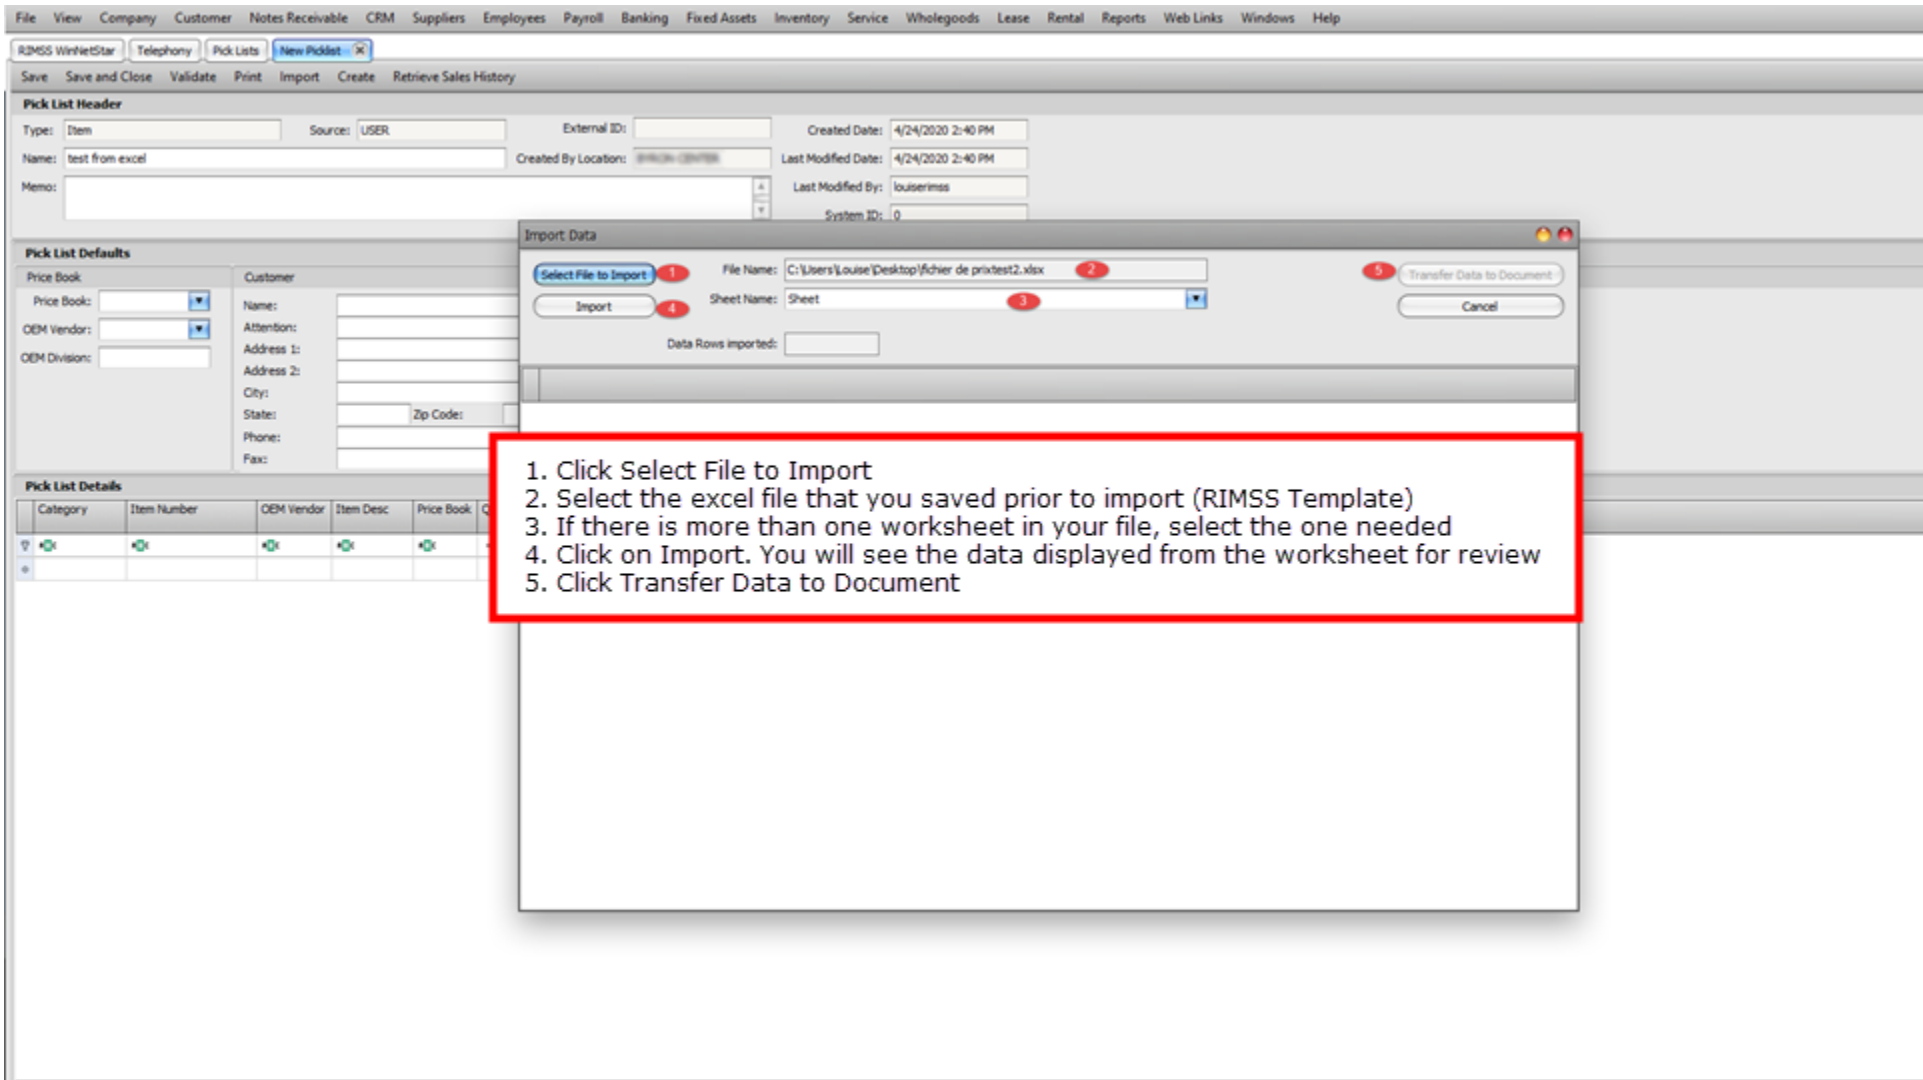 File View Company Customer Notes Receivable CRM Suppliers Employees Payroll Banking Fixed Assets Inventory Service Wholegoods Lease Rental Reports Web Links Windows Help
RIMSS WinNetStar Telephony Pick Lists New Picklist
Save Save and Close Validate Print Import Create Retrieve Sales History
Pick List Header
Type: Item Source: USER External ID: Created Date: 4/24/2020 2:40 PM
Name: test from excel Created By Location: Last Modified Date: 4/24/2020 2:40 PM
Memo: Last Modified By: louiserimss
System ID: 0
Import Data
Pick List Defaults
Select File to Import 1 File Name: C:\Users\Louise\Desktop\fichier de prixtest2.xlsx 2 5 Transfer Data to Document
Import 4 Sheet Name: Sheet 3 Cancel
Data Rows imported:
Price Book Customer
Price Book: Name:
OEM Vendor: Attention:
OEM Division: Address 1:
Address 2:
City:
State: Zip Code:
Phone:
Fax:
1. Click Select File to Import
2. Select the excel file that you saved prior to import (RIMSS Template)
3. If there is more than one worksheet in your file, select the one needed
4. Click on Import. You will see the data displayed from the worksheet for review
5. Click Transfer Data to Document
Pick List Details
Category Item Number OEM Vendor Item Desc Price Book